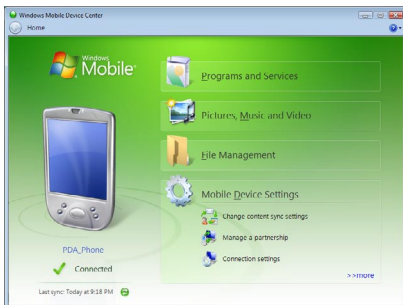 Windows Mobile Device Center
Home
Windows
Mobile
Programs and Services
Pictures, Music and Video
File Management
Mobile Device Settings
Change content sync settings
Manage a partnership
Connection settings
>>more
PDA_Phone
Connected
Last sync: Today at 9:18 PM